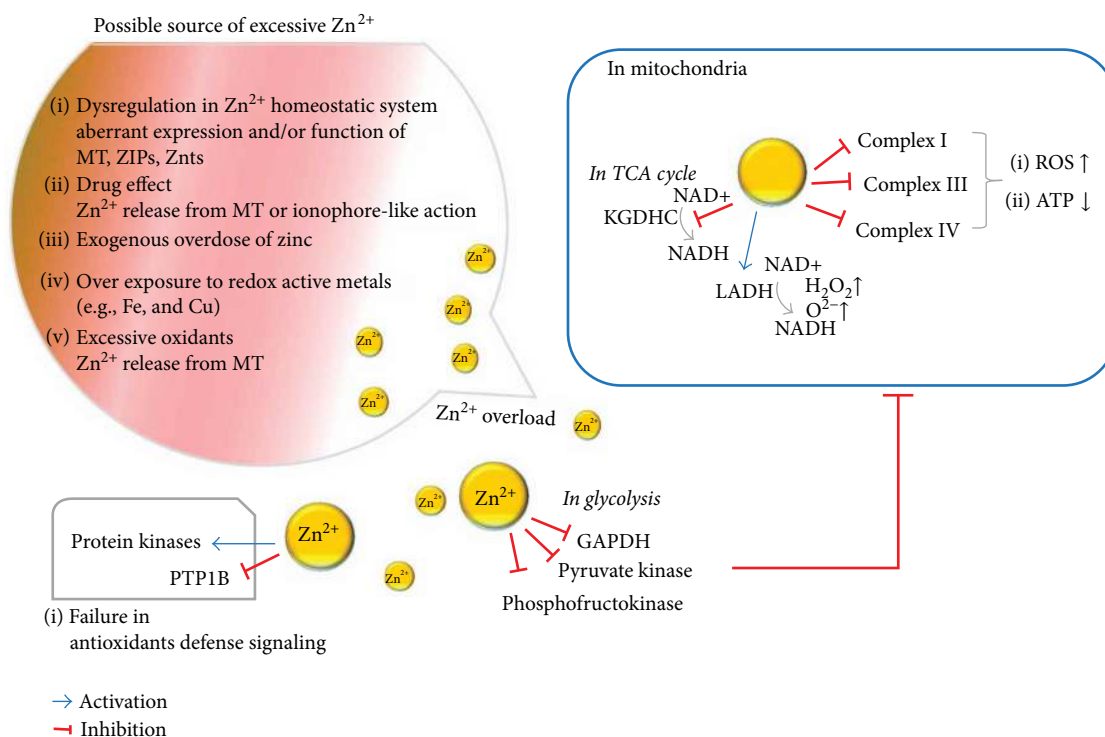 Possible source of excessive Zn²⁺
(i) Dysregulation in Zn²⁺ homeostatic system
aberrant expression and/or function of
MT, ZIPs, Znts
(ii) Drug effect
Zn²⁺ release from MT or ionophore-like action
(iii) Exogenous overdose of zinc
(iv) Over exposure to redox active metals
(e.g., Fe, and Cu)
(v) Excessive oxidants
Zn²⁺ release from MT
Zn²⁺
Zn²⁺
Zn²⁺
Zn²⁺
Zn²⁺
Zn²⁺ overload
Zn²⁺
In mitochondria
In TCA cycle
NAD+
KGDHC
NADH
Complex I
Complex III
Complex IV
(i) ROS ↑
(ii) ATP ↓
NAD+
LADH
H₂O₂↑
O²⁻↑
NADH
Zn²⁺
Zn²⁺
In glycolysis
GAPDH
Pyruvate kinase
Phosphofructokinase
Zn²⁺
Zn²⁺
Protein kinases
PTP1B
(i) Failure in
antioxidants defense signaling
Activation
Inhibition